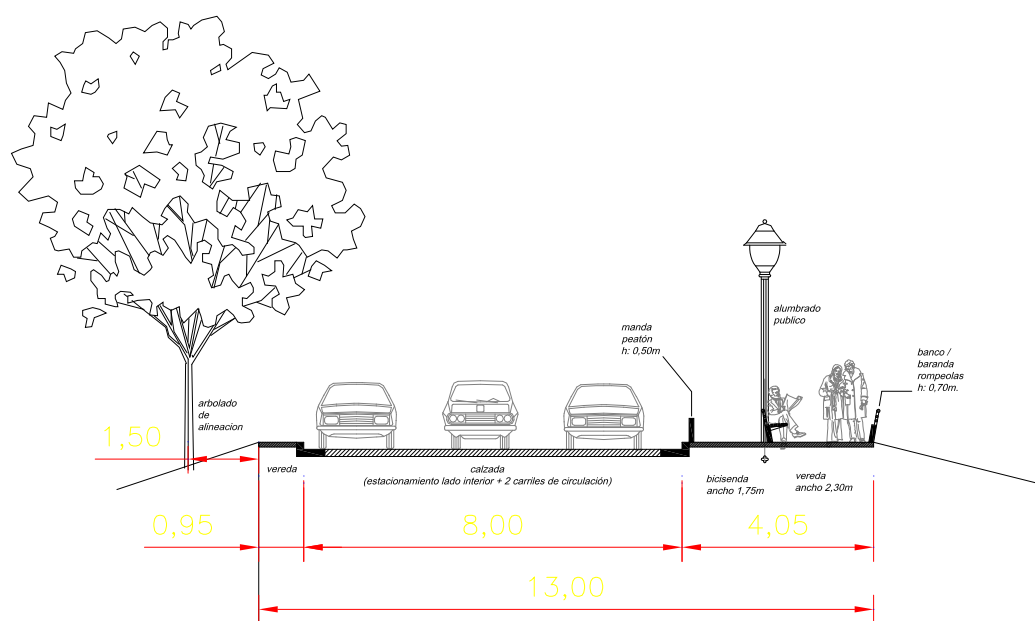 alumbrado
publico
manda
peatón
h: 0,50m
banco /
baranda
rompeolas
h: 0,70m.
arbolado
de
alineacion
1,50
vereda
calzada
(estacionamiento lado interior + 2 carriles de circulación)
bicisenda
ancho 1,75m
vereda
ancho 2,30m
0,95
8,00
4,05
13,00